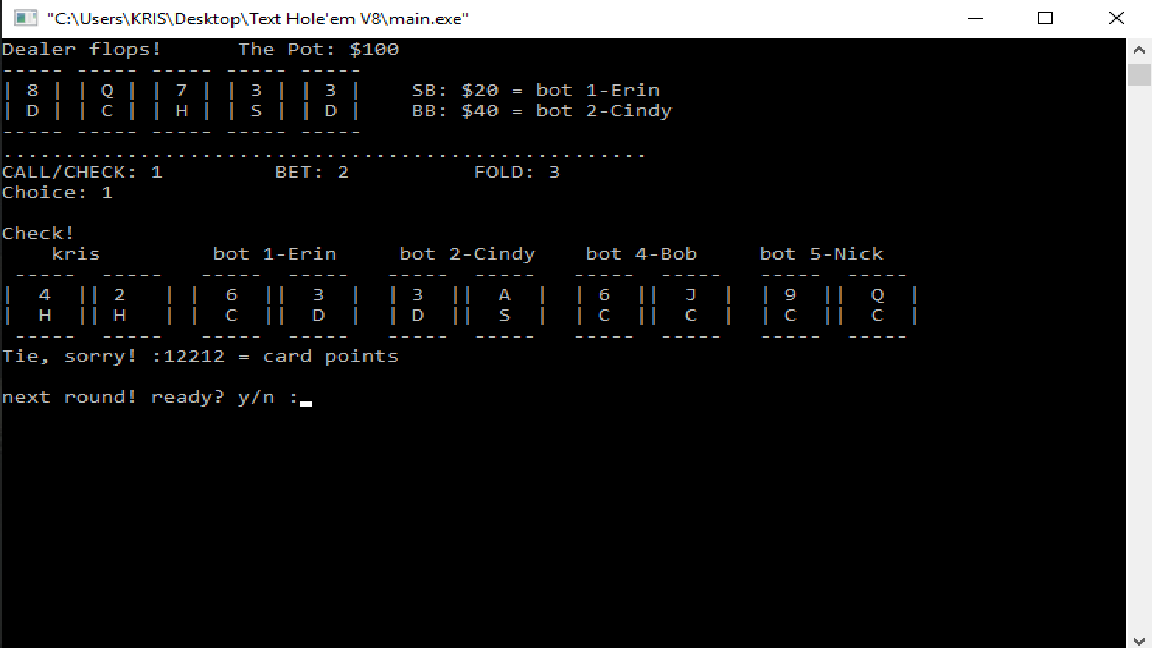 "C:\Users\KRIS\Desktop\Text Hole'em V8\main.exe"
Dealer flops! The Pot: $100
----- ----- ----- ----- -----
| 8 | | Q | | 7 | | 3 | | 3 | SB: $20 = bot 1-Erin
| D | | C | | H | | S | | D | BB: $40 = bot 2-Cindy
----- ----- ----- ----- -----
....................................................
CALL/CHECK: 1 BET: 2 FOLD: 3
Choice: 1
Check!
kris bot 1-Erin bot 2-Cindy bot 4-Bob bot 5-Nick
----- ----- ----- ----- ----- ----- ----- ----- ----- -----
| 4 || 2 | | 6 || 3 | | 3 || A | | 6 || J | | 9 || Q |
| H || H | | C || D | | D || S | | C || C | | C || C |
----- ----- ----- ----- ----- ----- ----- ----- ----- -----
Tie, sorry! :12212 = card points
next round! ready? y/n :